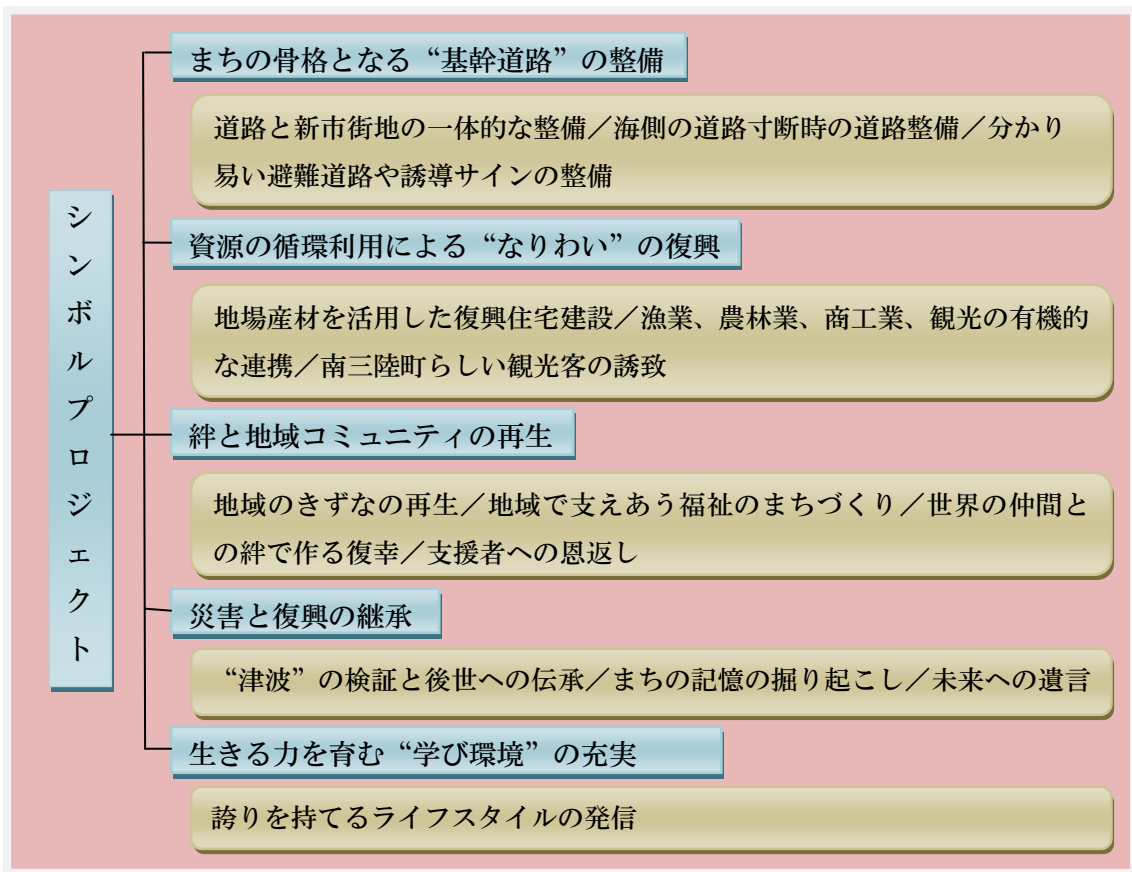 シンボルプロジェクト
まちの骨格となる“基幹道路”の整備
道路と新市街地の一体的な整備／海側の道路寸断時の道路整備／分かり
易い避難道路や誘導サインの整備
資源の循環利用による“なりわい”の復興
地場産材を活用した復興住宅建設／漁業、農林業、商工業、観光の有機的
な連携／南三陸町らしい観光客の誘致
絆と地域コミュニティの再生
地域のきずなの再生／地域で支えあう福祉のまちづくり／世界の仲間と
の絆で作る復幸／支援者への恩返し
災害と復興の継承
“津波”の検証と後世への伝承／まちの記憶の掘り起こし／未来への遺言
生きる力を育む“学び環境”の充実
誇りを持てるライフスタイルの発信